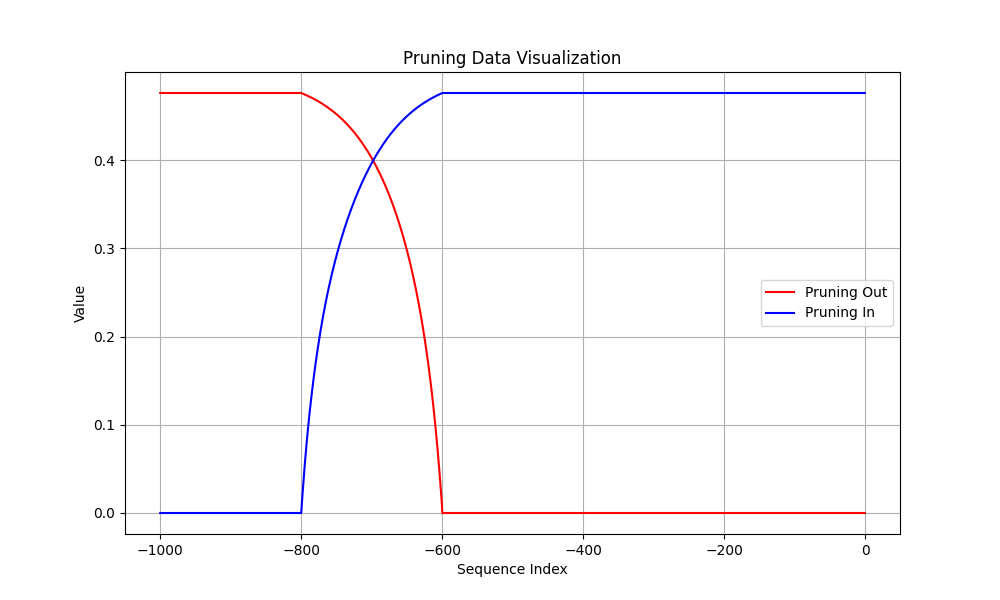 Pruning Data Visualization
Value
0.4
0.3
0.2
0.1
0.0
Pruning Out
Pruning In
−1000 −800 −600 −400 −200 0
Sequence Index